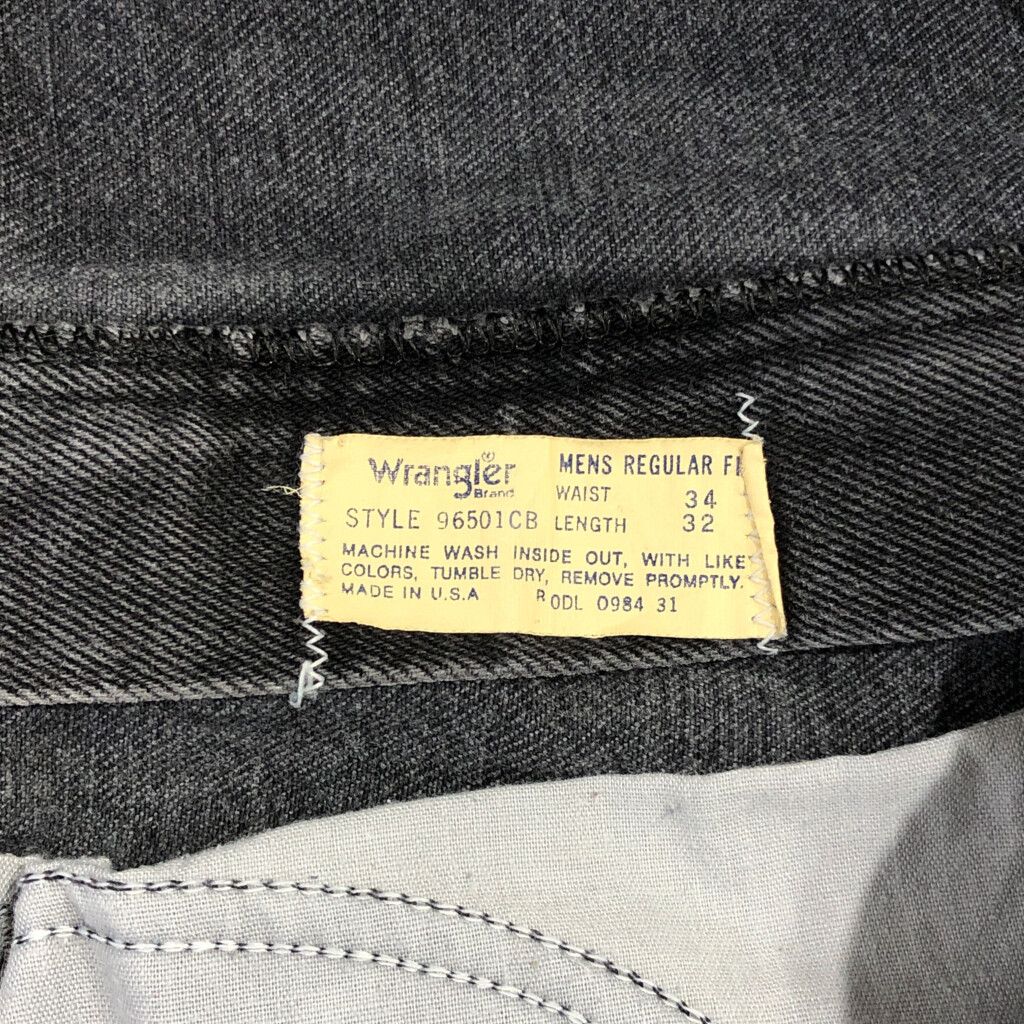 Wrangler® MENS REGULAR FI
Brand WAIST 34
STYLE 96501CB LENGTH 32
MACHINE WASH INSIDE OUT, WITH LIKE
COLORS, TUMBLE DRY, REMOVE PROMPTLY.
MADE IN U.S.A R ODL 0984 31